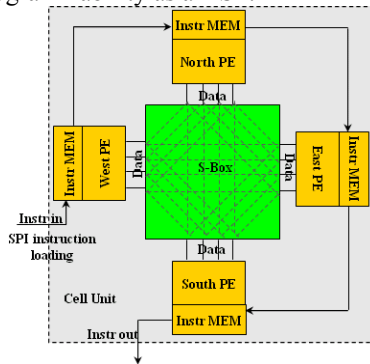 Instr MEM
North PE
Data
Instr MEM
West PE
Data
S-Box
Data
East PE
Instr MEM
Instr in
SPI instruction
loading
Data
South PE
Instr MEM
Cell Unit
Instr out